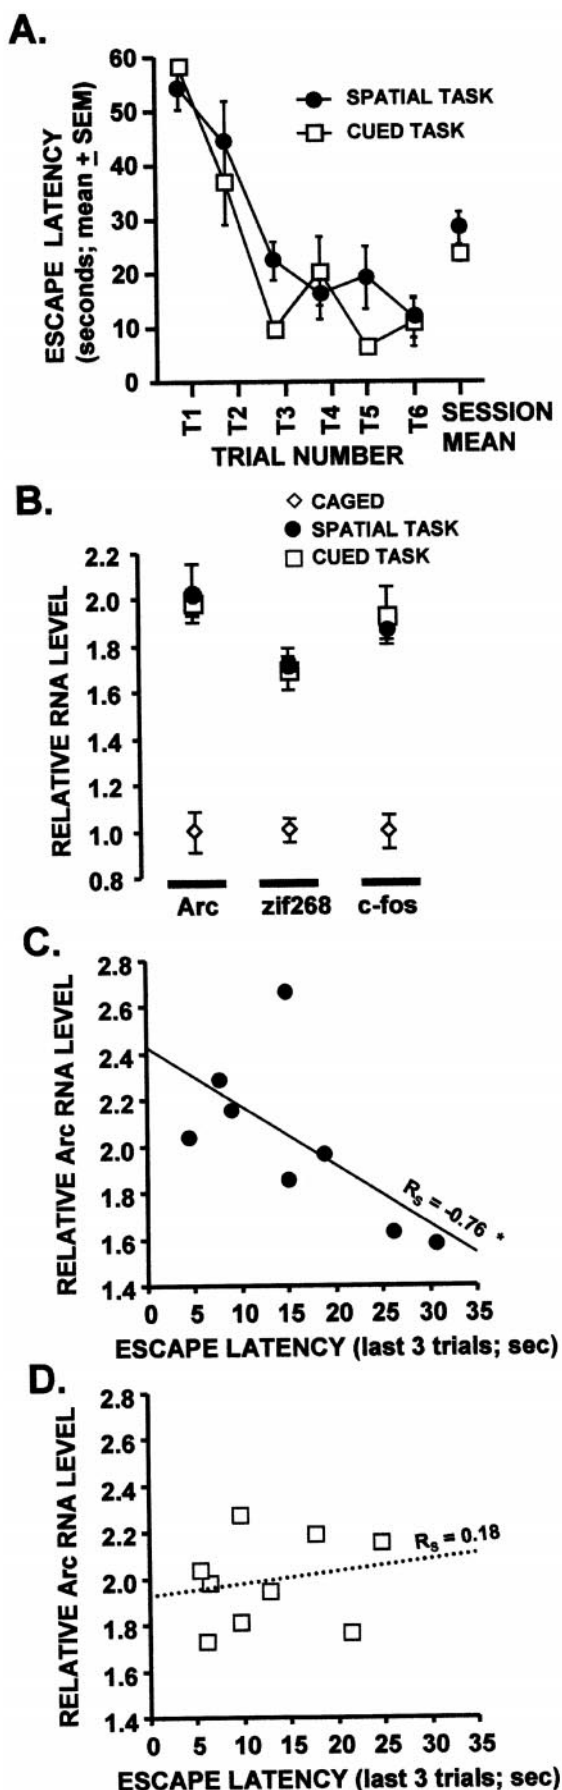 A.
ESCAPE LATENCY
(seconds; mean ± SEM)
60
50
40
30
20
10
0
SPATIAL TASK
CUED TASK
T1
T2
T3
T4
T5
T6
SESSION
MEAN
TRIAL NUMBER
B.
CAGED
SPATIAL TASK
CUED TASK
RELATIVE RNA LEVEL
2.2
2.0
1.8
1.6
1.4
1.2
1.0
0.8
Arc
zif268
c-fos
C.
RELATIVE Arc RNA LEVEL
2.8
2.6
2.4
2.2
2.0
1.8
1.6
1.4
Rs = -0.76 *
0 5 10 15 20 25 30 35
ESCAPE LATENCY (last 3 trials; sec)
D.
RELATIVE Arc RNA LEVEL
2.8
2.6
2.4
2.2
2.0
1.8
1.6
1.4
Rs = 0.18
0 5 10 15 20 25 30 35
ESCAPE LATENCY (last 3 trials; sec)